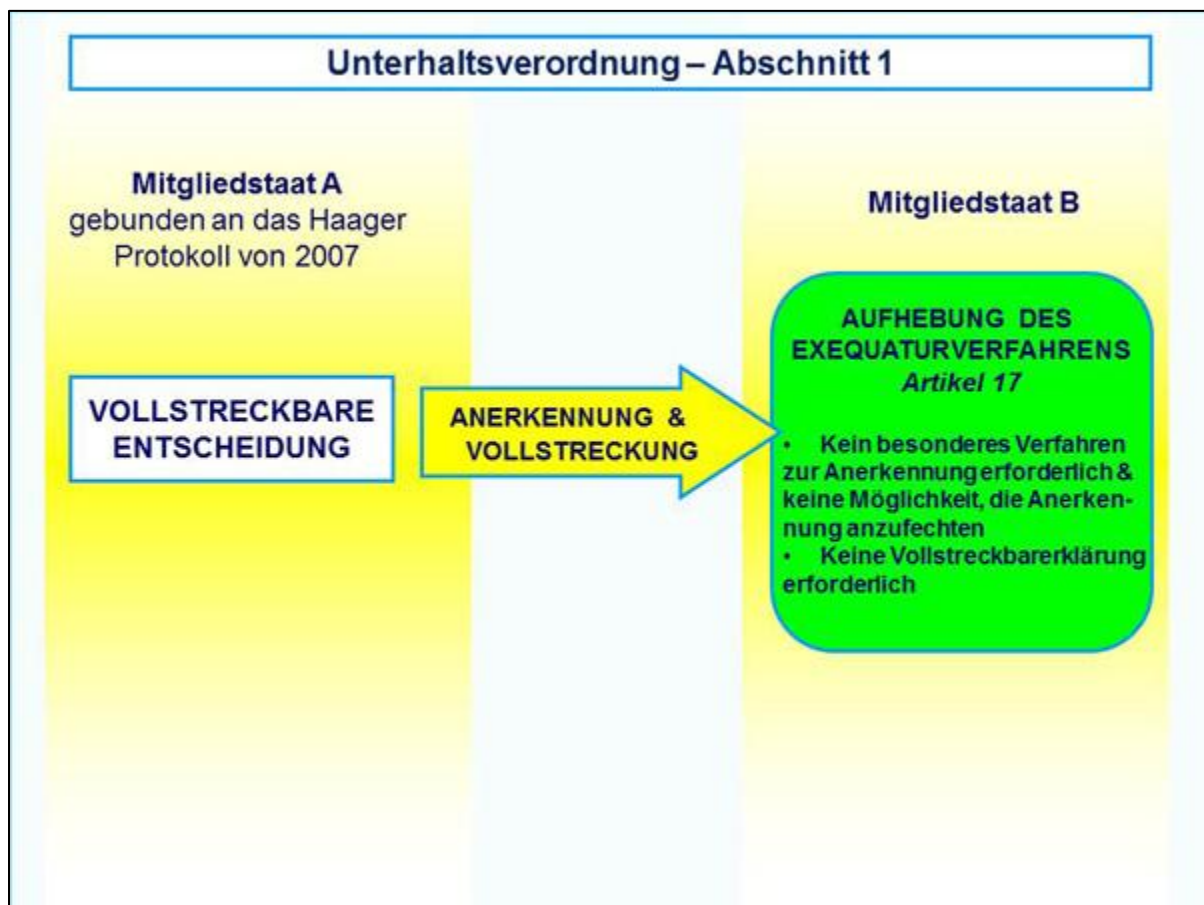 Unterhaltsverordnung – Abschnitt 1
Mitgliedstaat A
gebunden an das Haager
Protokoll von 2007
VOLLSTRECKBARE
ENTSCHEIDUNG
ANERKENNUNG &
VOLLSTRECKUNG
Mitgliedstaat B
AUFHEBUNG DES
EXEQUATURVERFAHRENS
Artikel 17
• Kein besonderes Verfahren
zur Anerkennung erforderlich &
keine Möglichkeit, die Anerken-
nung anzufechten
• Keine Vollstreckbarerklärung
erforderlich